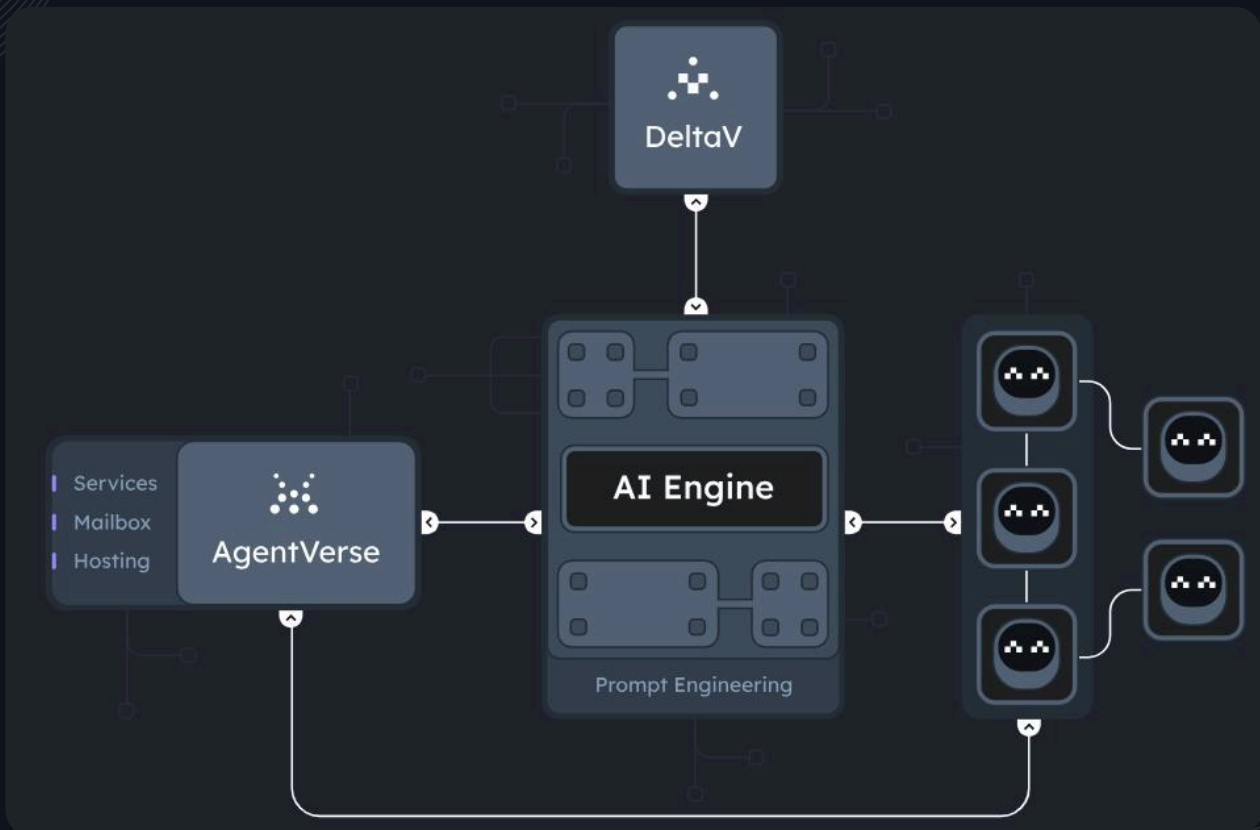 DeltaV
Services
Mailbox
Hosting
AgentVerse
AI Engine
Prompt Engineering